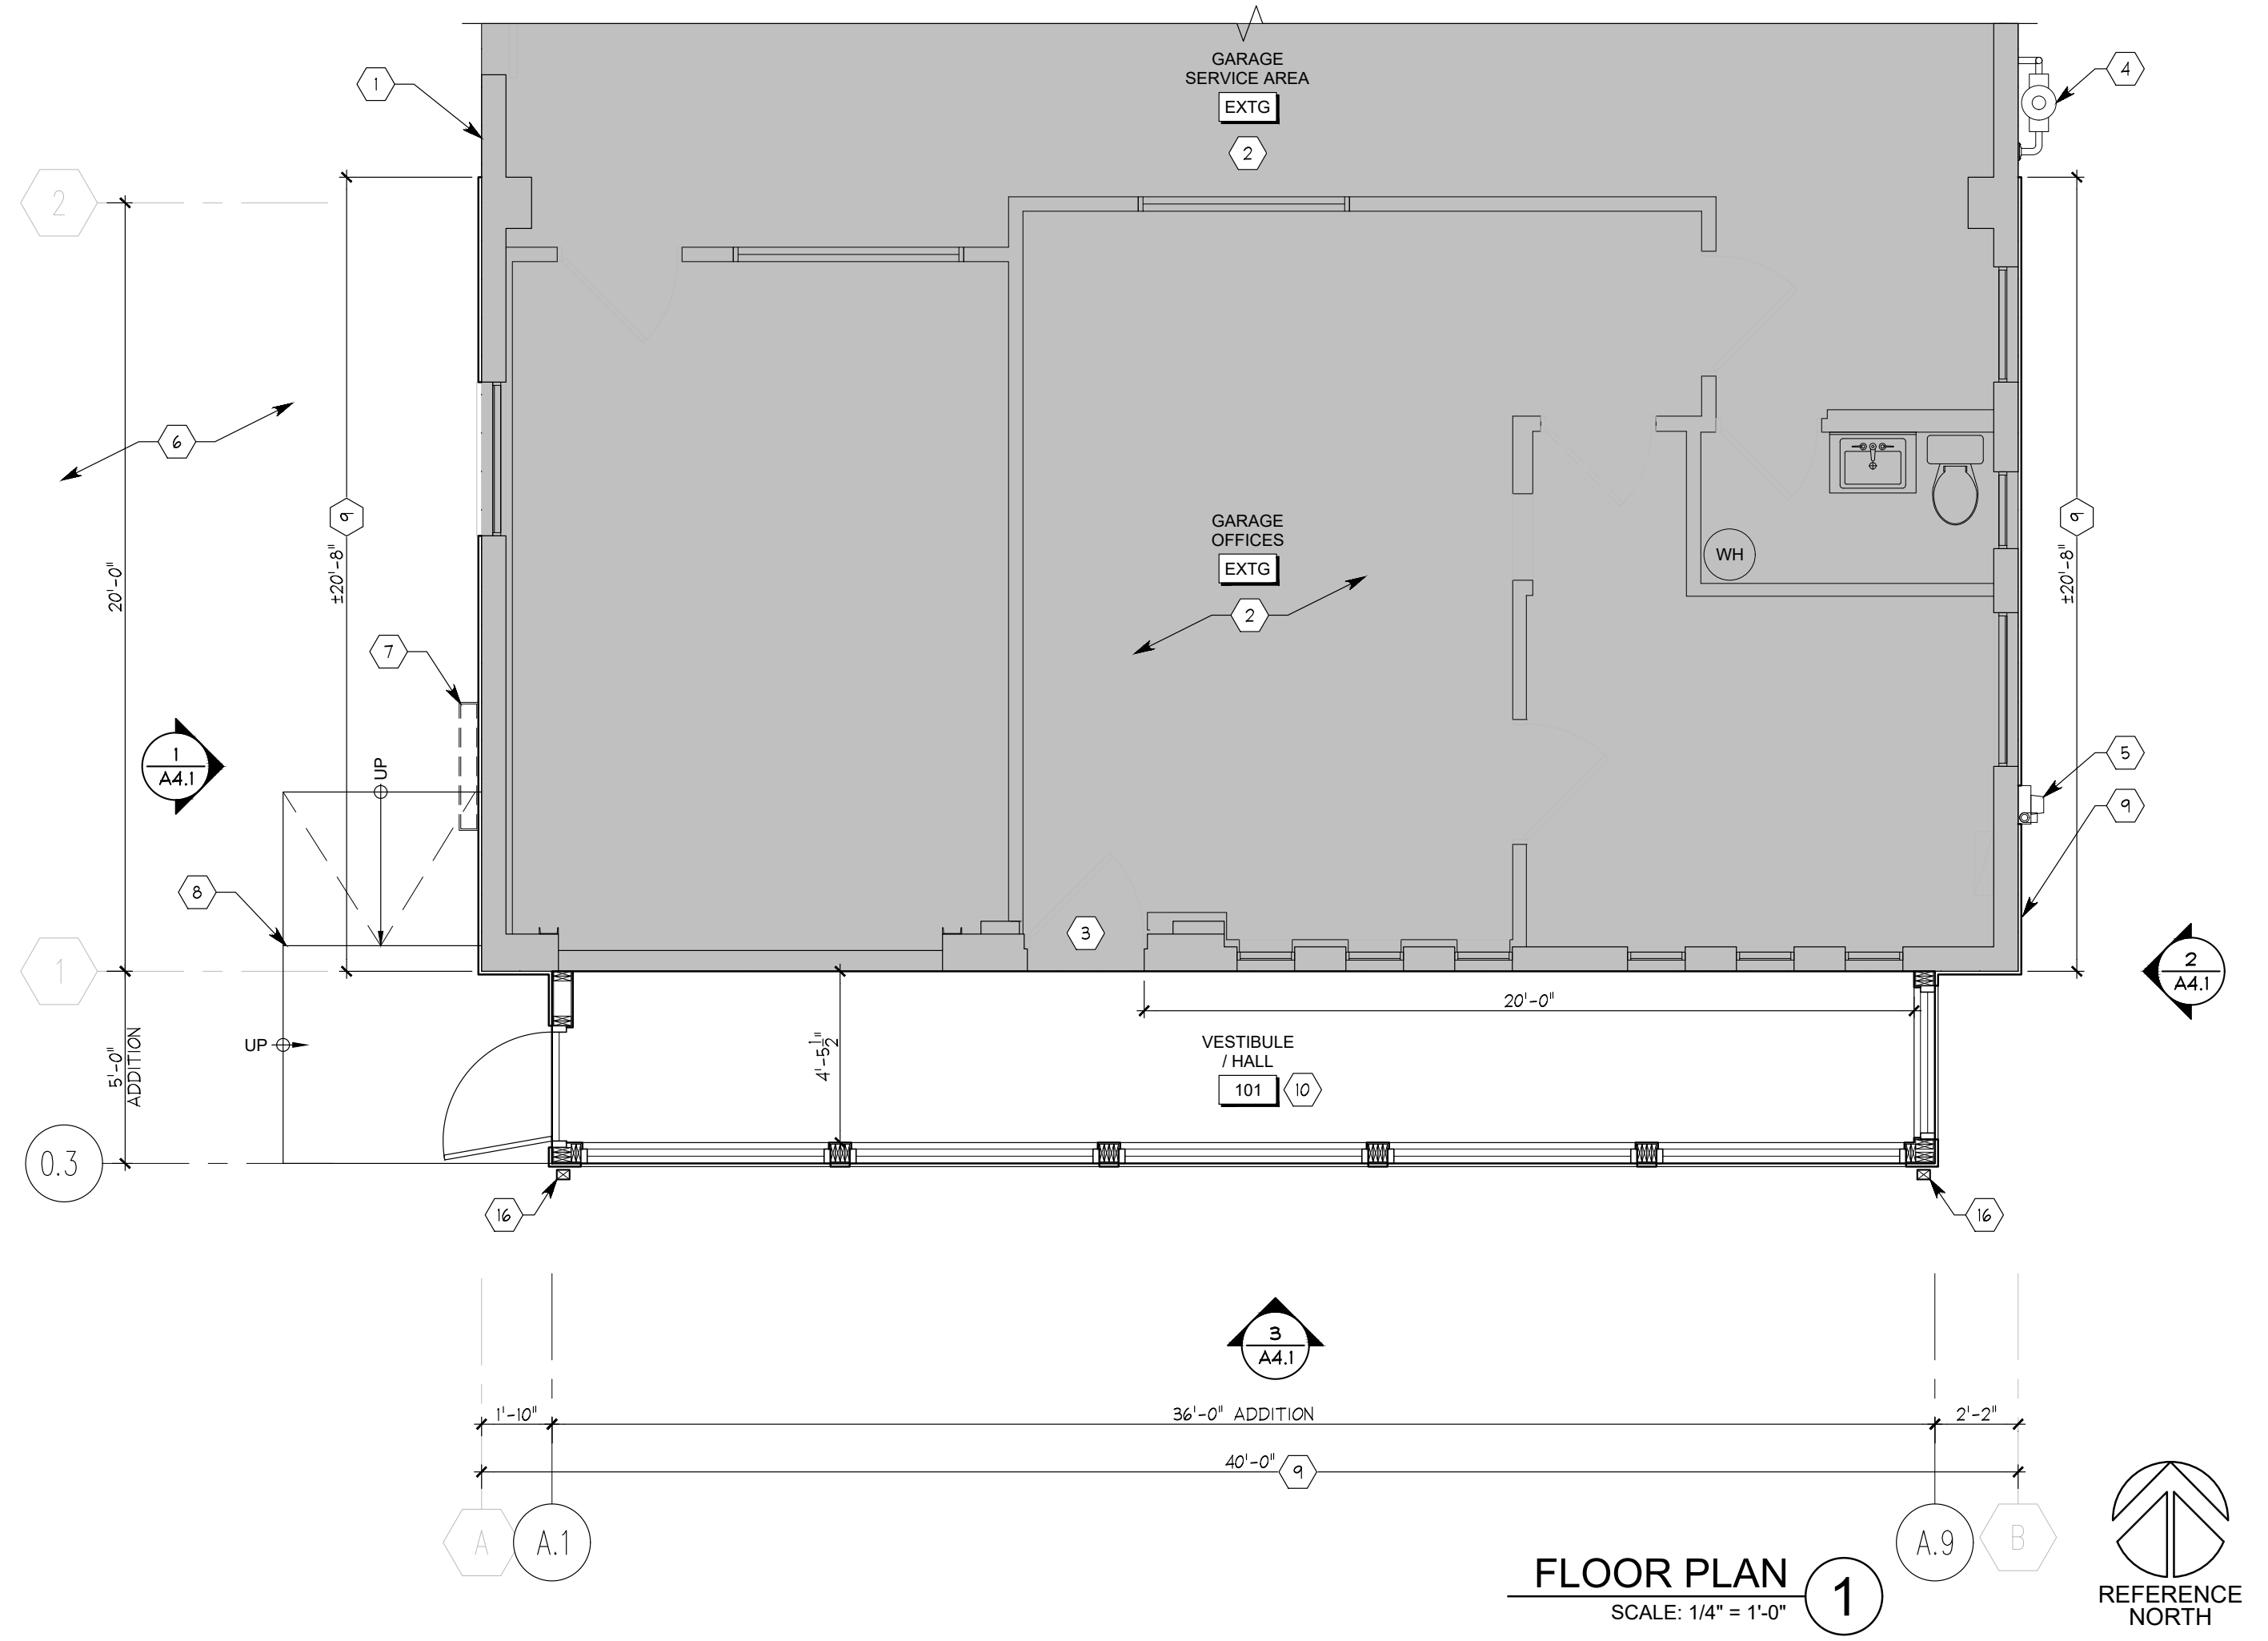 GARAGE
SERVICE AREA
EXTG
2
1
4
2
6
9
±20'-8"
20'-0"
9
±20'-8"
GARAGE
OFFICES
EXTG
2
WH
7
1
A4.1
UP
5
9
8
3
1
2
A4.1
20'-0"
UP
5'-0"
ADDITION
4'-5 1/2"
VESTIBULE
/ HALL
101
10
0.3
16
16
3
A4.1
1'-10"
36'-0" ADDITION
2'-2"
40'-0"
9
A
A.1
A.9
B
FLOOR PLAN
1
SCALE: 1/4" = 1'-0"
REFERENCE
NORTH